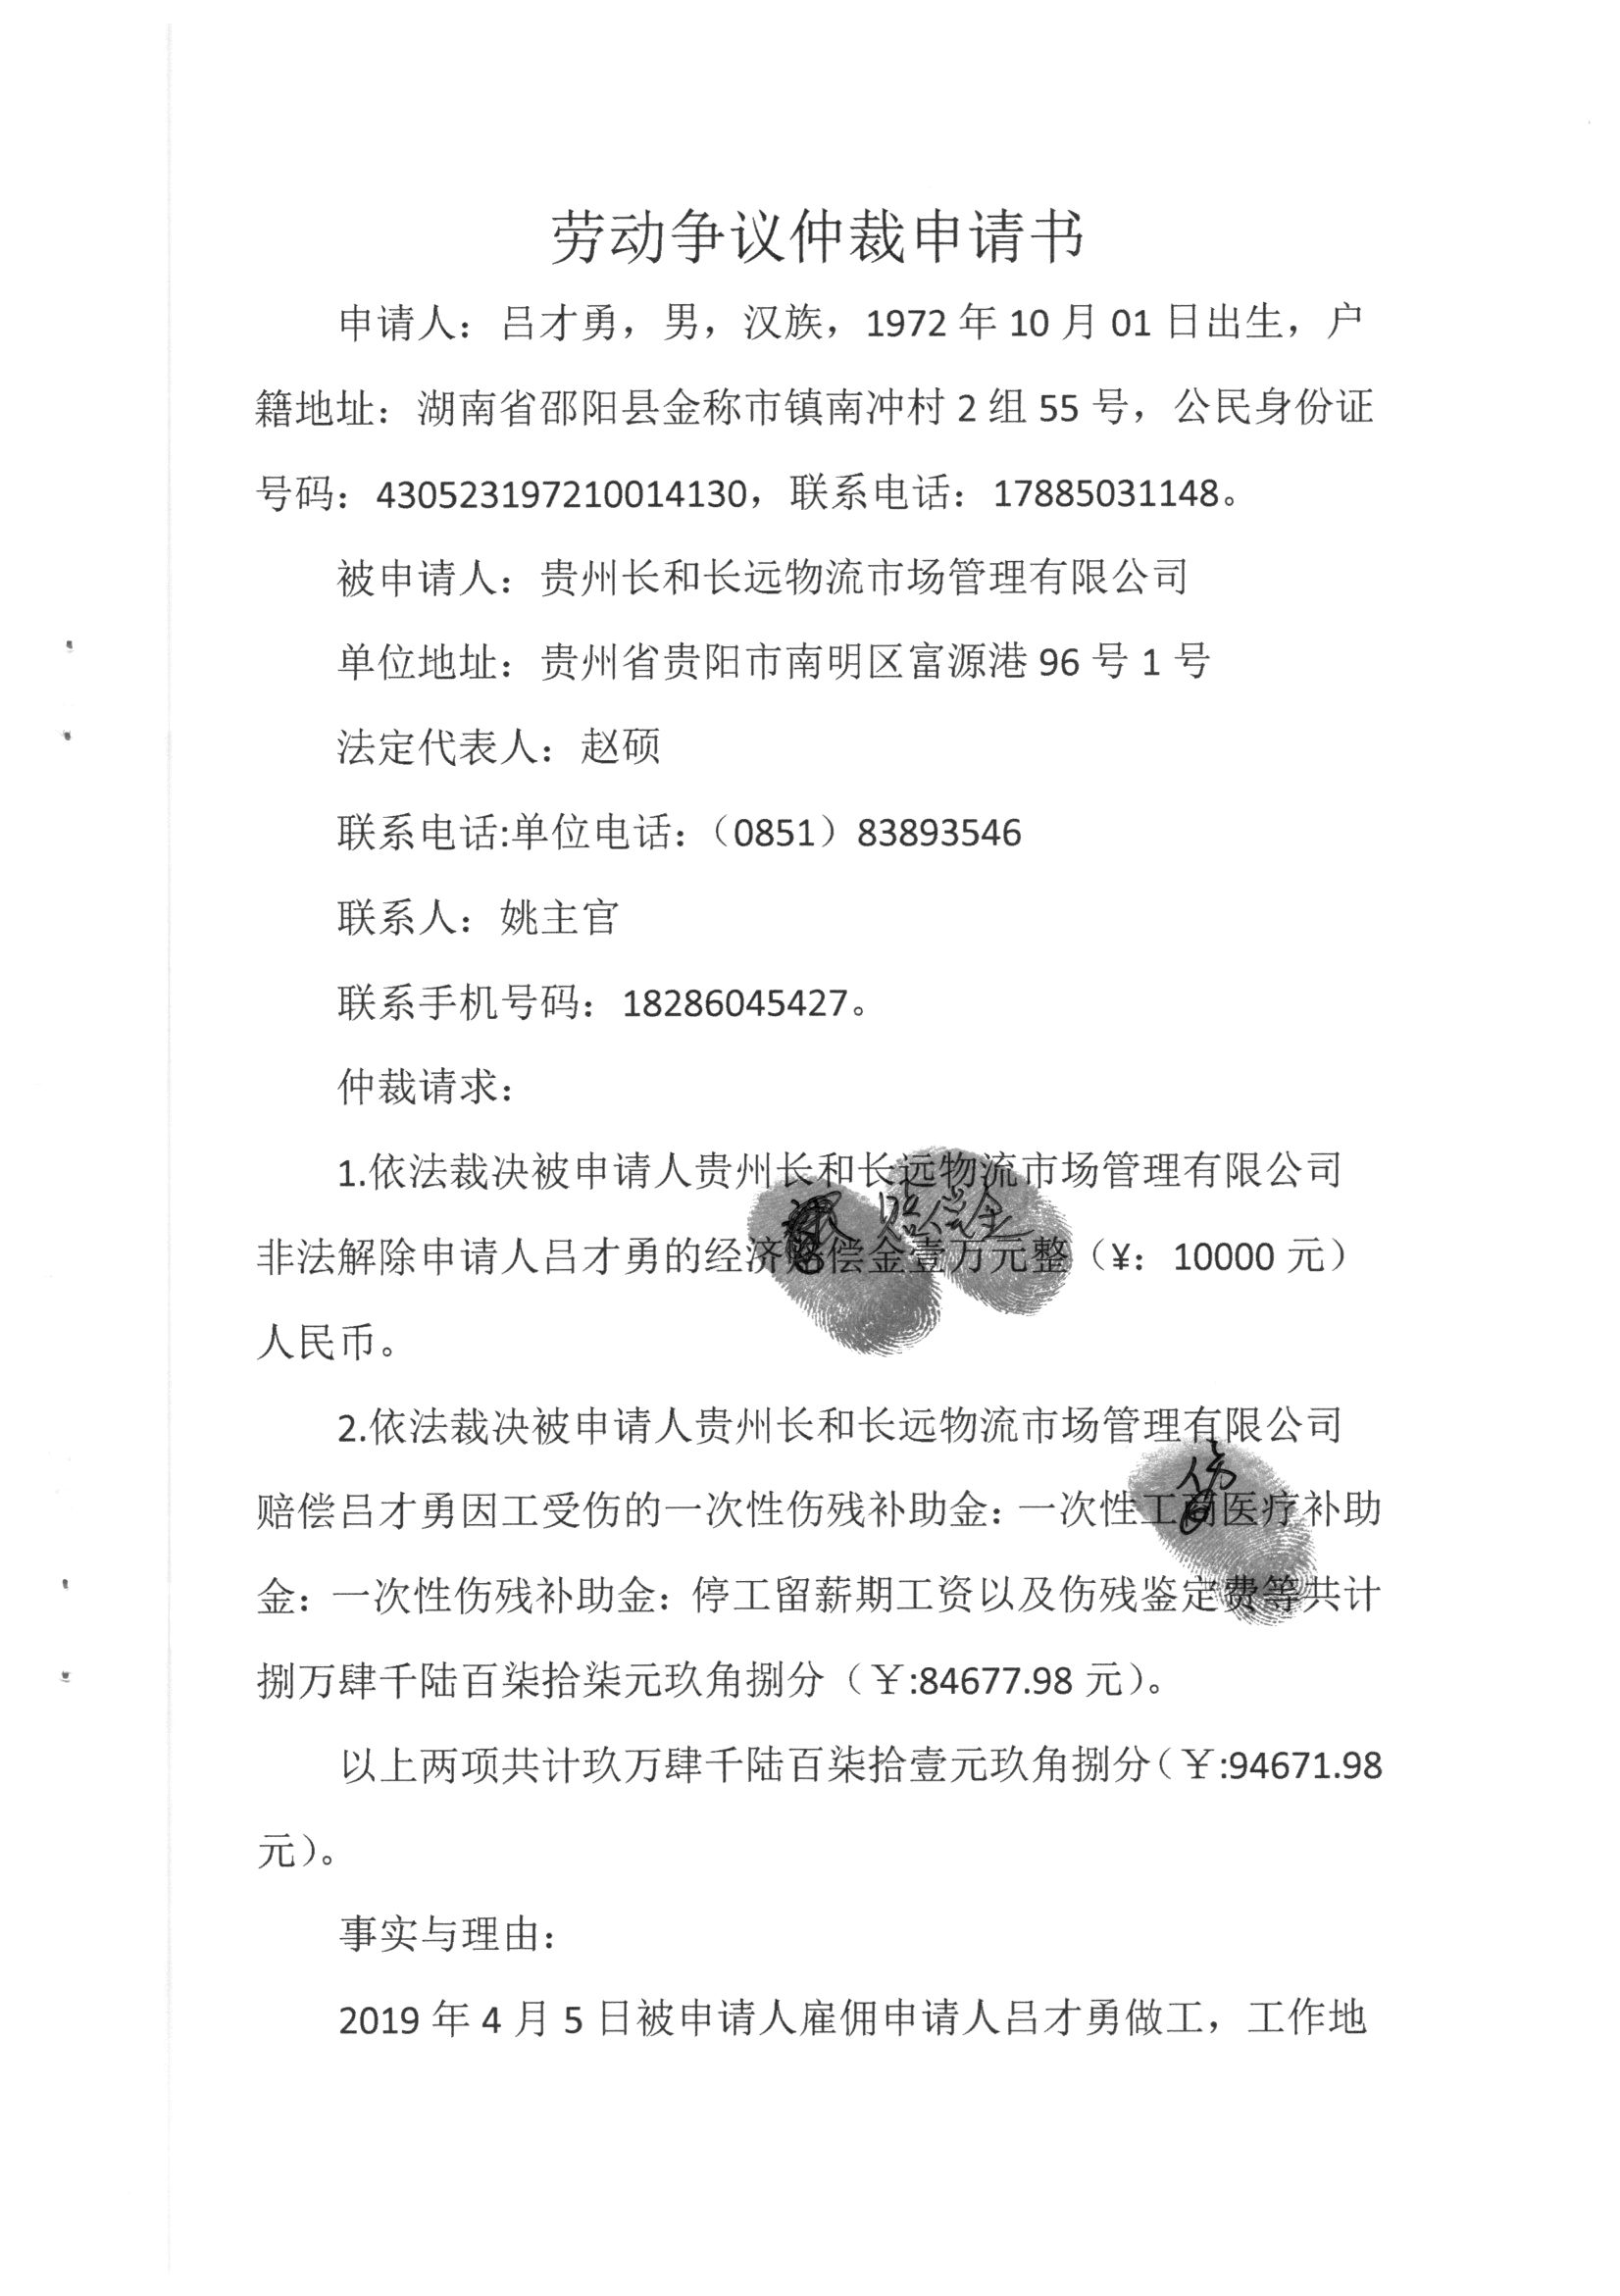 劳动争议仲裁申请书
申请人：吕才勇，男，汉族，1972 年 10 月 01 日出生，户
籍地址：湖南省邵阳县金称市镇南冲村 2 组 55 号，公民身份证
号码：430523197210014130，联系电话：17885031148。
被申请人：贵州长和长远物流市场管理有限公司
单位地址：贵州省贵阳市南明区富源港 96 号 1 号
法定代表人：赵硕
联系电话:单位电话：（0851）83893546
联系人：姚主官
联系手机号码：18286045427。
仲裁请求：
1.依法裁决被申请人贵州长和长远物流市场管理有限公司
赔偿金
非法解除申请人吕才勇的经济偿金壹万元整（¥：10000 元）
人民币。
2.依法裁决被申请人贵州长和长远物流市场管理有限公司
伤
赔偿吕才勇因工受伤的一次性伤残补助金：一次性工医疗补助
金：一次性伤残补助金：停工留薪期工资以及伤残鉴定费等共计
捌万肆千陆百柒拾柒元玖角捌分（￥:84677.98 元）。
以上两项共计玖万肆千陆百柒拾壹元玖角捌分（￥:94671.98
元）。
事实与理由：
2019 年 4 月 5 日被申请人雇佣申请人吕才勇做工，工作地